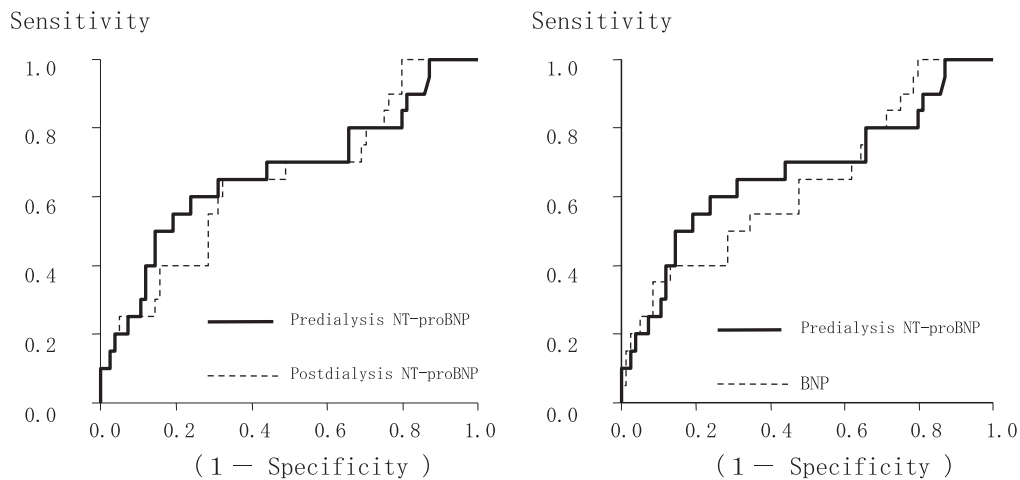 Sensitivity
1.0
0.8
0.6
0.4
0.2
0.0
Predialysis NT-proBNP
Postdialysis NT-proBNP
0.0 0.2 0.4 0.6 0.8 1.0
(1 — Specificity )
Sensitivity
1.0
0.8
0.6
0.4
0.2
0.0
Predialysis NT-proBNP
BNP
0.0 0.2 0.4 0.6 0.8 1.0
(1 — Specificity )